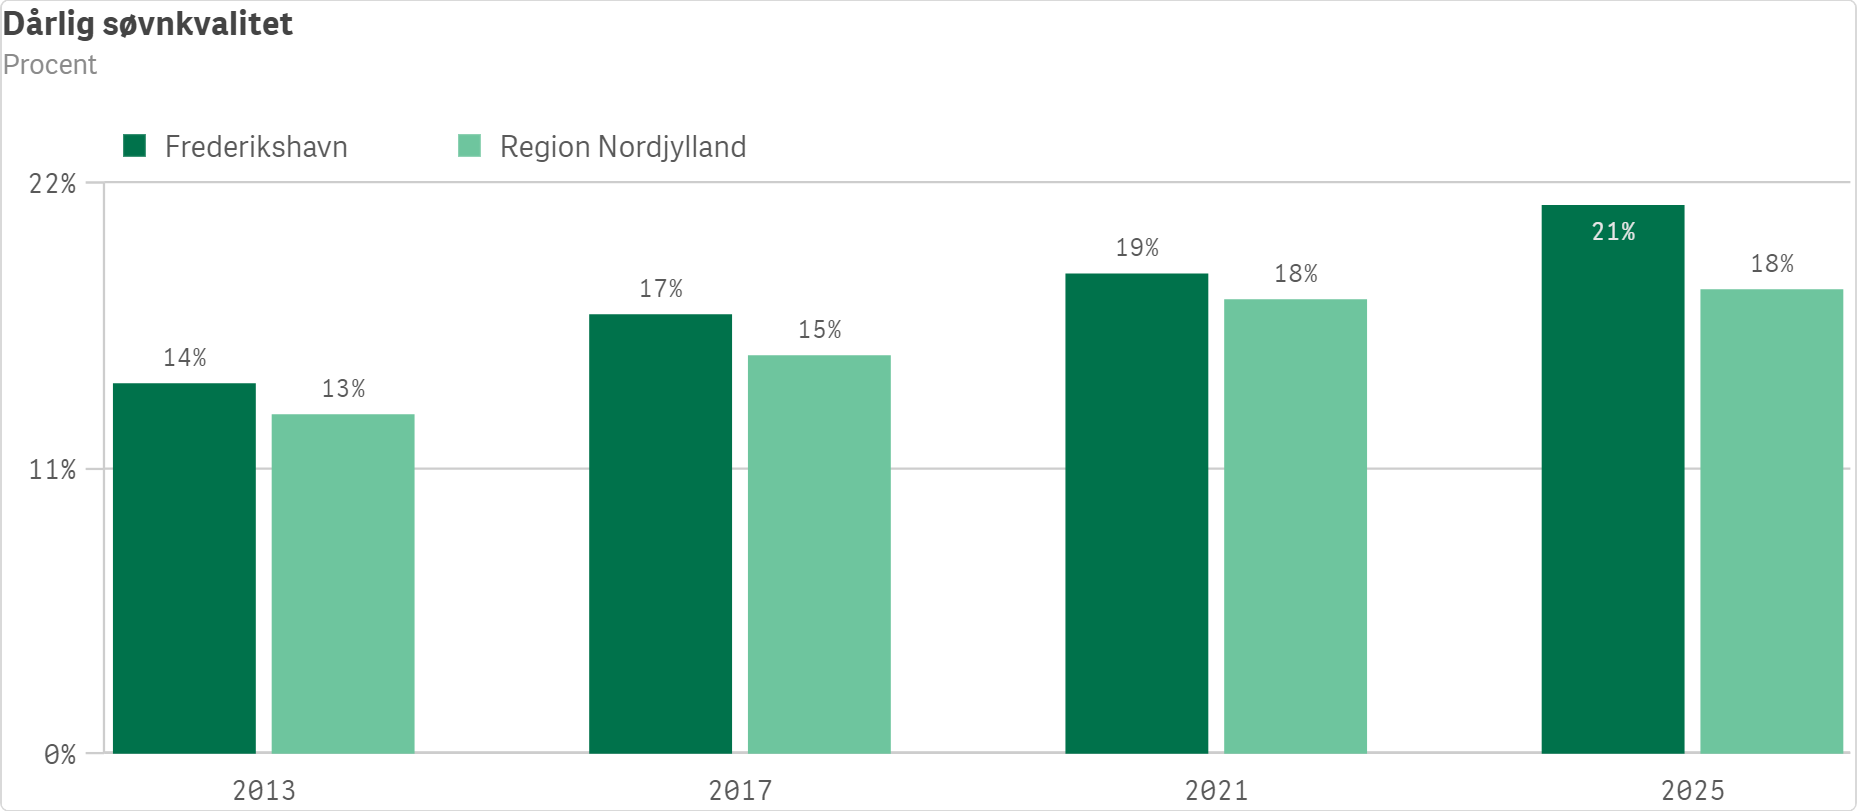 Dårlig søvnkvalitet
Procent
Frederikshavn Region Nordjylland
22%
21%
19%
18%
18%
17%
15%
14%
13%
11%
0%
2013 2017 2021 2025